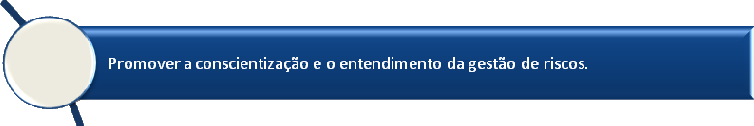 Promover a conscientização e o entendimento da gestão de riscos.